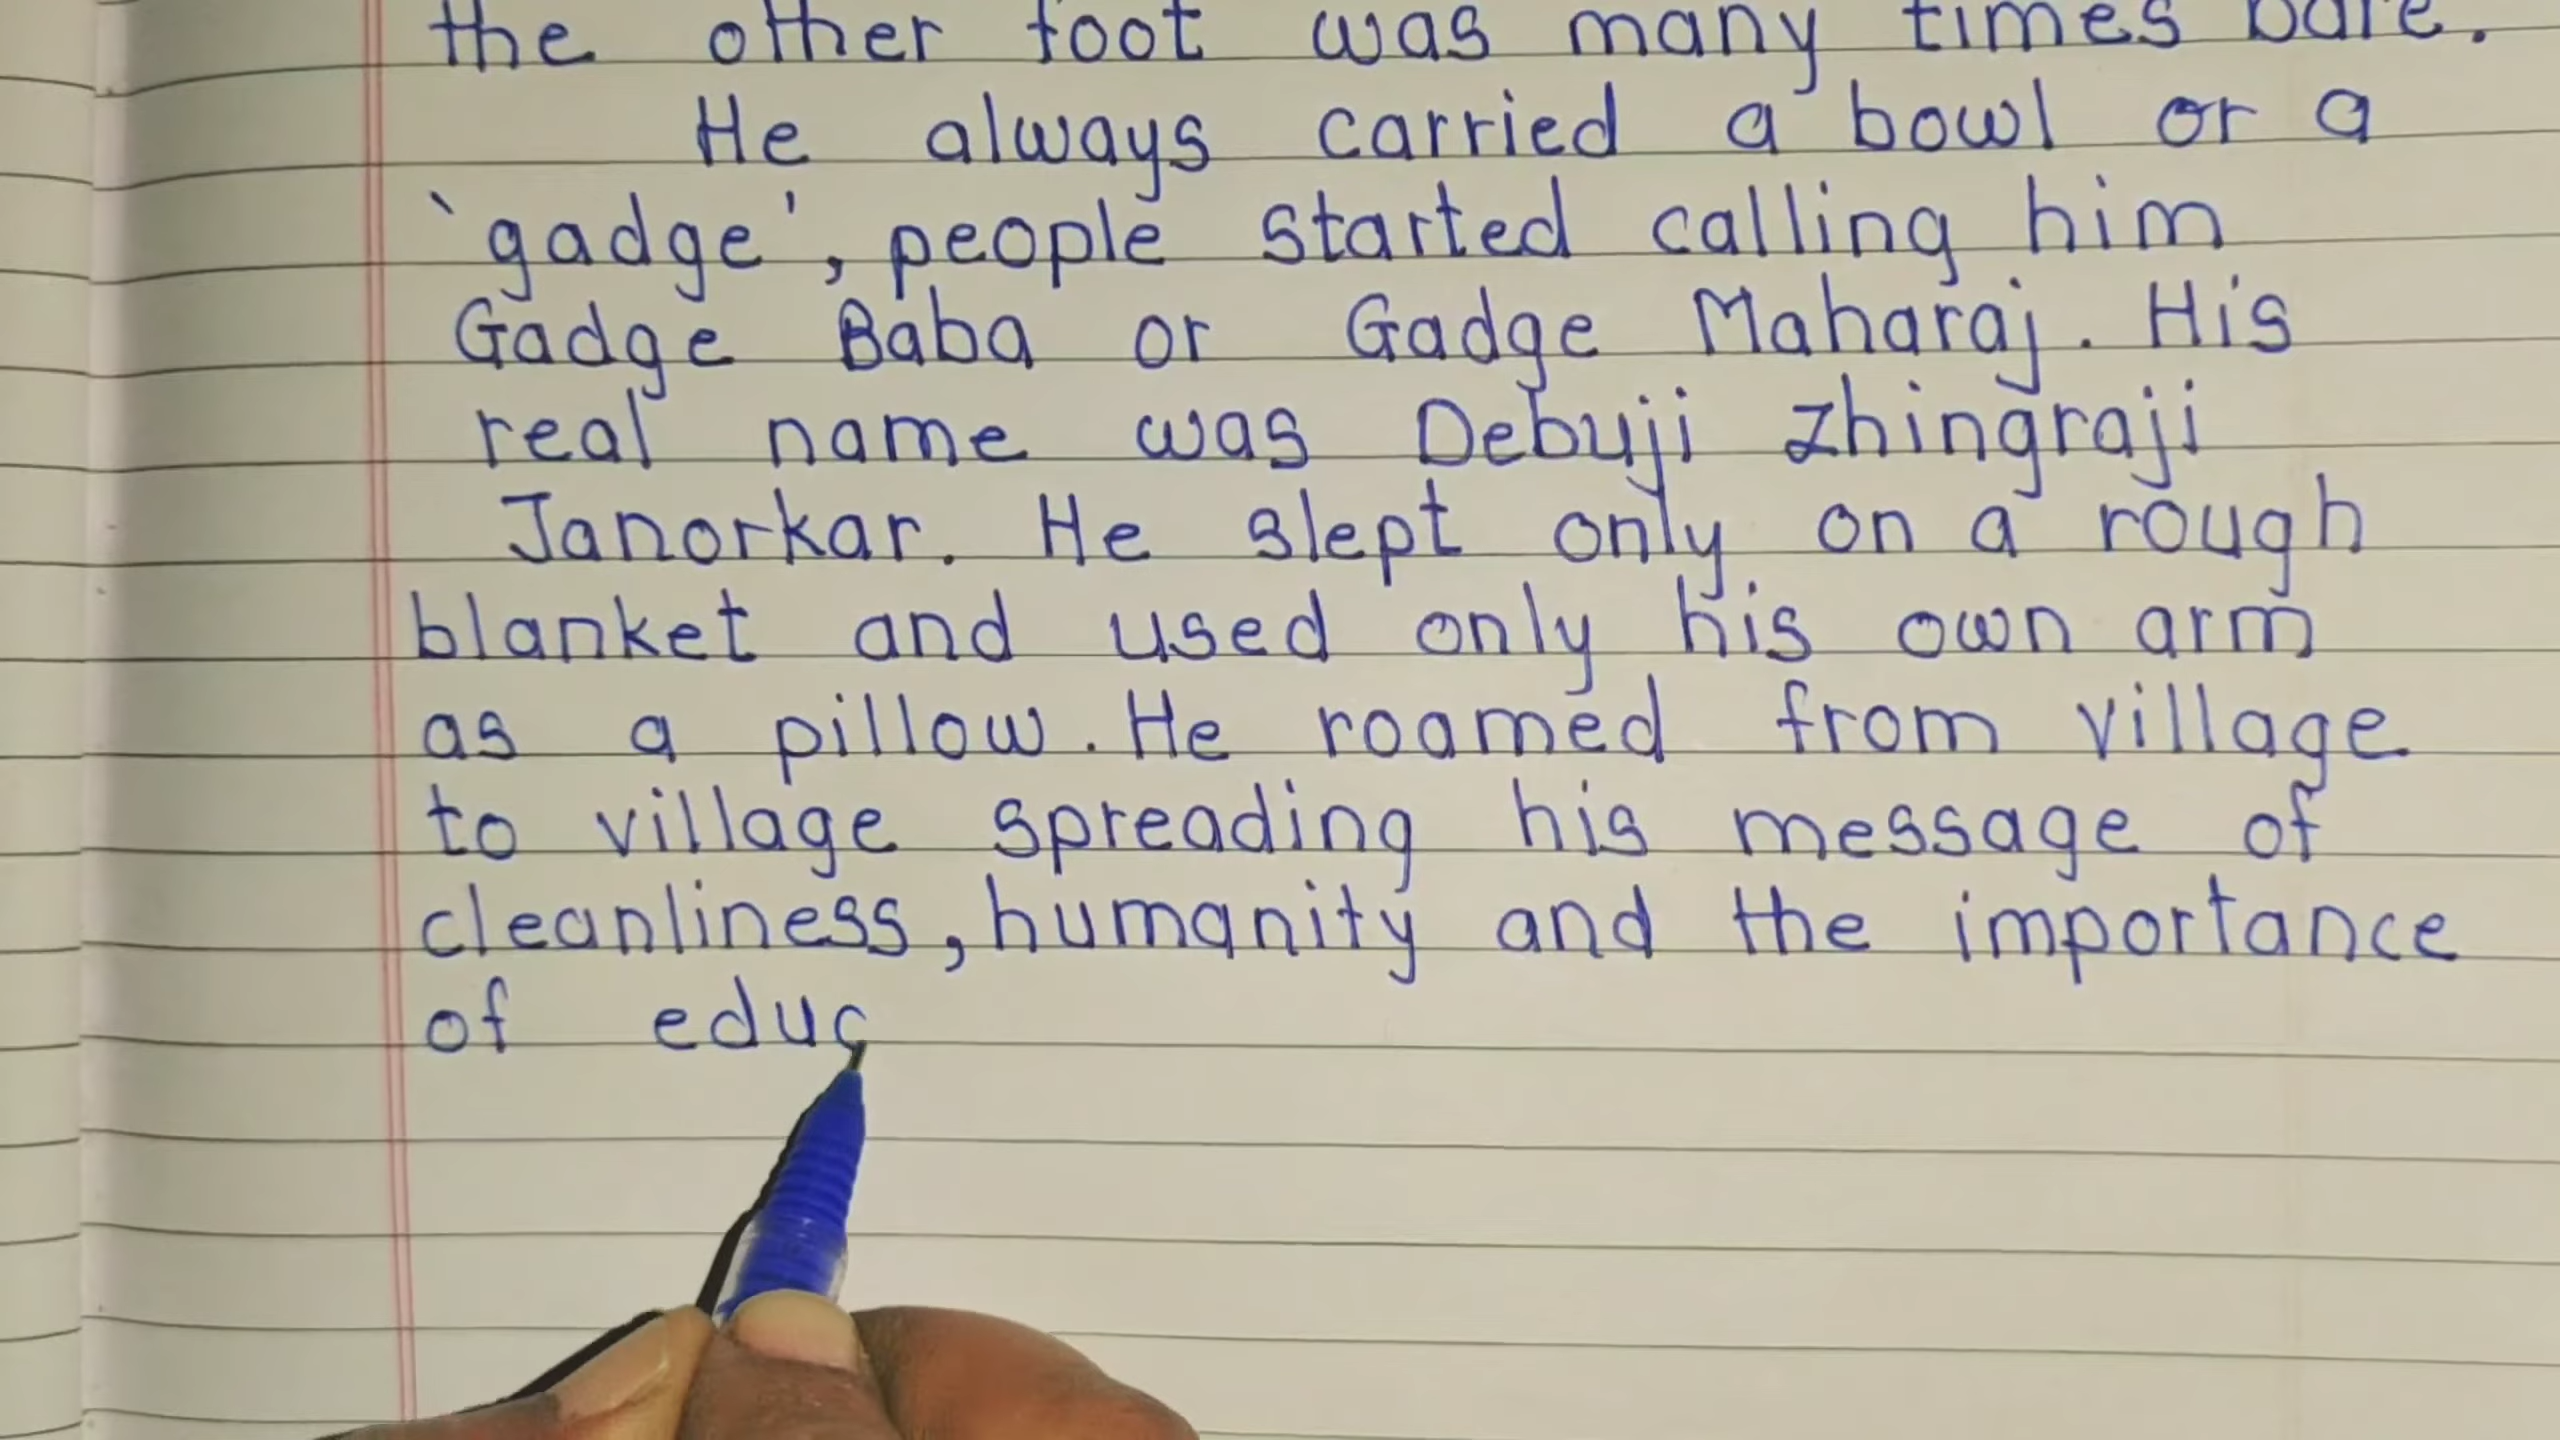 the other foot was many times bare.
He always carried a bowl or a
'gadge', people started calling him
Gadge Baba or Gadge Maharaj. His
real name was Debuji Zhingraji
Janorkar. He slept only on a rough
blanket and used only his own arm
as a pillow. He roamed from village
to village spreading his message of
cleanliness, humanity and the importance
of educ